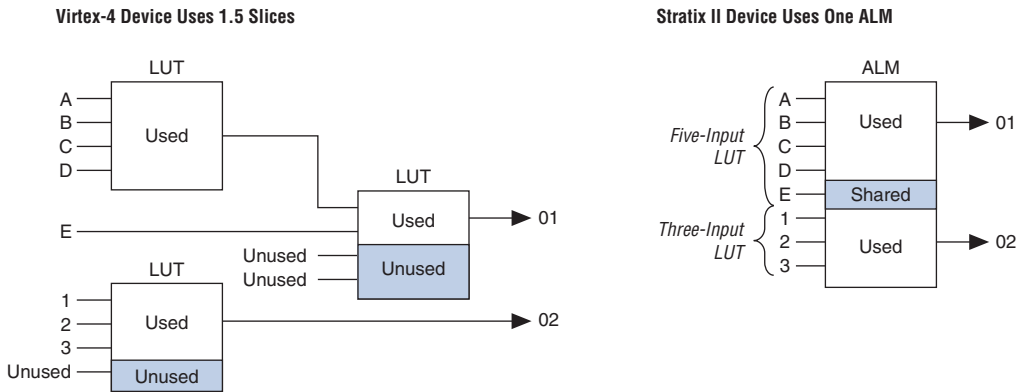 Virtex-4 Device Uses 1.5 Slices
LUT
A
B
C
D
Used
LUT
Used
01
E
Unused
Unused
Unused
LUT
1
2
3
Used
02
Unused
Unused
Stratix II Device Uses One ALM
ALM
Five-Input
LUT
A
B
C
D
E
Used
01
Shared
Three-Input
LUT
1
2
3
Used
02